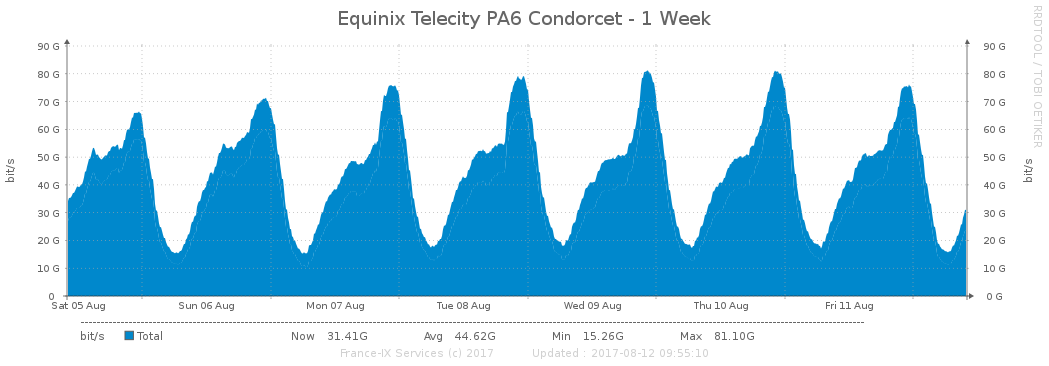 Equinix Telecity PA6 Condorcet - 1 Week
RRDTOOL / TOBI OETIKER
90 G 90 G
80 G 80 G
70 G 70 G
60 G 60 G
50 G 50 G
40 G 40 G
30 G 30 G
20 G 20 G
10 G 10 G
0 0 G
bit/s
bit/s
Sat 05 Aug Sun 06 Aug Mon 07 Aug Tue 08 Aug Wed 09 Aug Thu 10 Aug Fri 11 Aug
bit/s Total Now 31.41G Avg 44.62G Min 15.26G Max 81.10G
France-IX Services (c) 2017 Updated : 2017-08-12 09:55:10